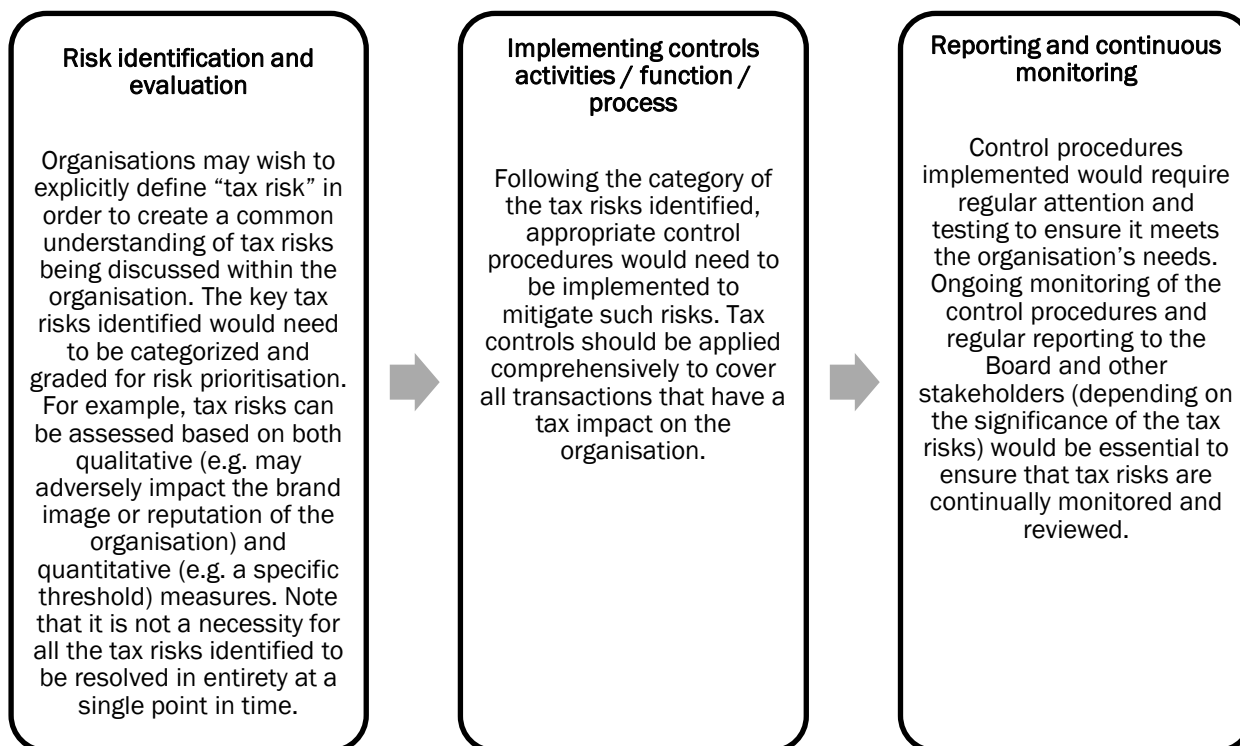 Risk identification and
evaluation
Organisations may wish to
explicitly define “tax risk” in
order to create a common
understanding of tax risks
being discussed within the
organisation. The key tax
risks identified would need
to be categorized and
graded for risk prioritisation.
For example, tax risks can
be assessed based on both
qualitative (e.g. may
adversely impact the brand
image or reputation of the
organisation) and
quantitative (e.g. a specific
threshold) measures. Note
that it is not a necessity for
all the tax risks identified to
be resolved in entirety at a
single point in time.
Implementing controls
activities / function /
process
Following the category of
the tax risks identified,
appropriate control
procedures would need to
be implemented to
mitigate such risks. Tax
controls should be applied
comprehensively to cover
all transactions that have a
tax impact on the
organisation.
Reporting and continuous
monitoring
Control procedures
implemented would require
regular attention and
testing to ensure it meets
the organisation’s needs.
Ongoing monitoring of the
control procedures and
regular reporting to the
Board and other
stakeholders (depending on
the significance of the tax
risks) would be essential to
ensure that tax risks are
continually monitored and
reviewed.